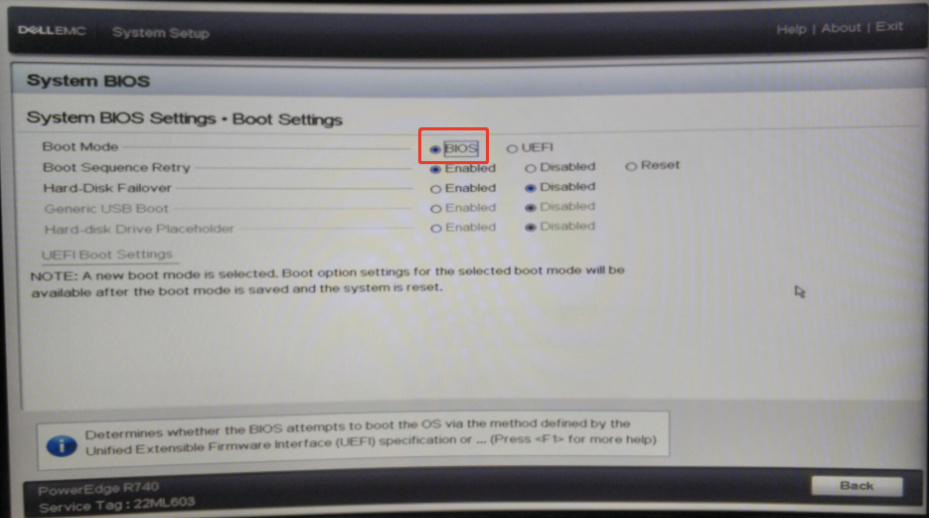 DELLEMC System Setup Help | About | Exit
System BIOS
System BIOS Settings • Boot Settings
Boot Mode BIOS UEFI
Boot Sequence Retry Enabled Disabled Reset
Hard-Disk Failover Enabled Disabled
Generic USB Boot Enabled Disabled
Hard-disk Drive Placeholder Enabled Disabled
UEFI Boot Settings
NOTE: A new boot mode is selected. Boot option settings for the selected boot mode will be
available after the boot mode is saved and the system is reset.
Determines whether the BIOS attempts to boot the OS via the method defined by the
Unified Extensible Firmware Interface (UEFI) specification or ... (Press <F1> for more help)
PowerEdge R740
Service Tag : 22ML603
Back